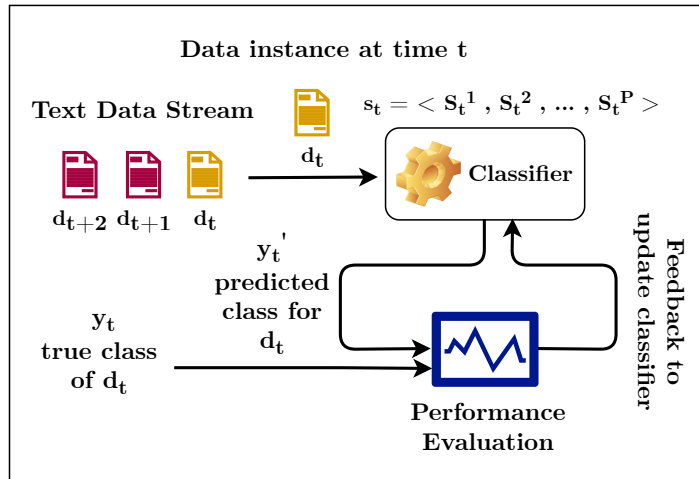 Data instance at time t
Text Data Stream
s_t = < S_t^1 , S_t^2 , ... , S_t^P >
d_t
Classifier
d_{t+2} d_{t+1} d_t
y_t'
predicted
class for
d_t
Feedback to
update classifier
y_t
true class
of d_t
Performance
Evaluation